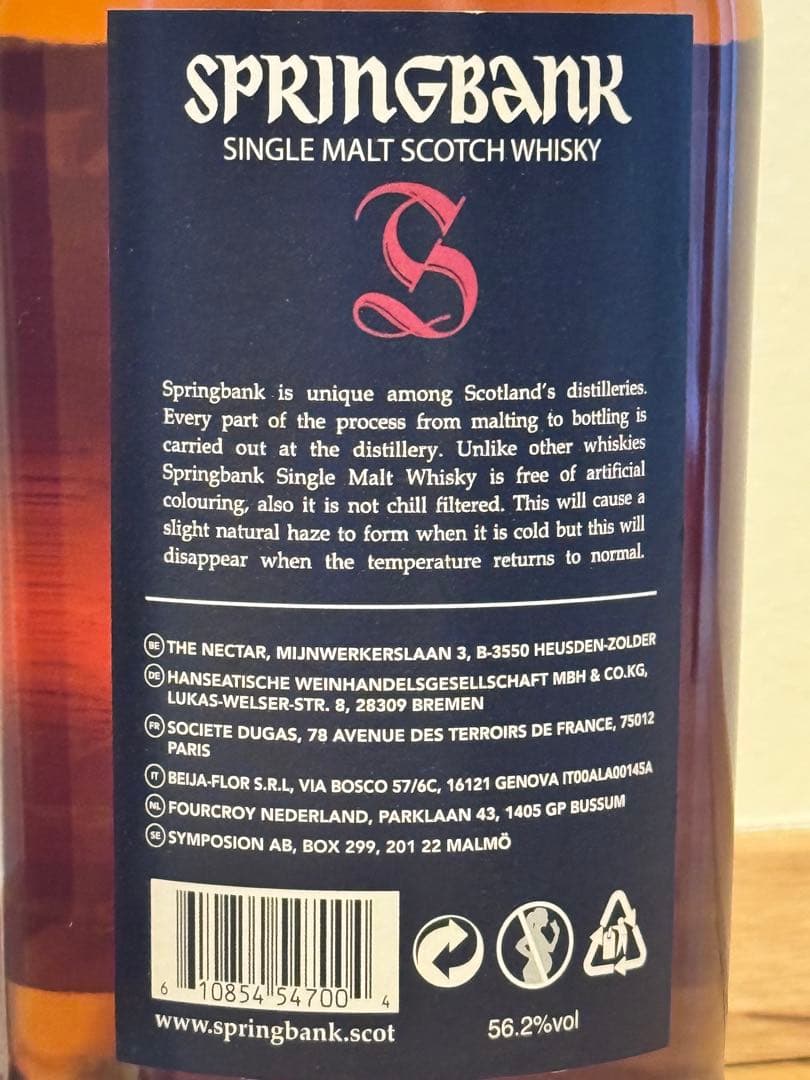 SPRINGBANK
SINGLE MALT SCOTCH WHISKY
S
Springbank is unique among Scotland's distilleries.
Every part of the process from malting to bottling is
carried out at the distillery. Unlike other whiskies
Springbank Single Malt Whisky is free of artificial
colouring, also it is not chill filtered. This will cause a
slight natural haze to form when it is cold but this will
disappear when the temperature returns to normal.
BE THE NECTAR, MIJNWERKERSLAAN 3, B-3550 HEUSDEN-ZOLDER
DE HANSEATISCHE WEINHANDELSGESELLSCHAFT MBH & CO.KG,
LUKAS-WELSER-STR. 8, 28309 BREMEN
FR SOCIETE DUGAS, 78 AVENUE DES TERROIRS DE FRANCE, 75012
PARIS
IT BEIJA-FLOR S.R.L, VIA BOSCO 57/6C, 16121 GENOVA IT00ALA00145A
NL FOURCROY NEDERLAND, PARKLAAN 43, 1405 GP BUSSUM
SE SYMPOSION AB, BOX 299, 201 22 MALMÖ
6 10854 54700 4
www.springbank.scot
56.2%vol